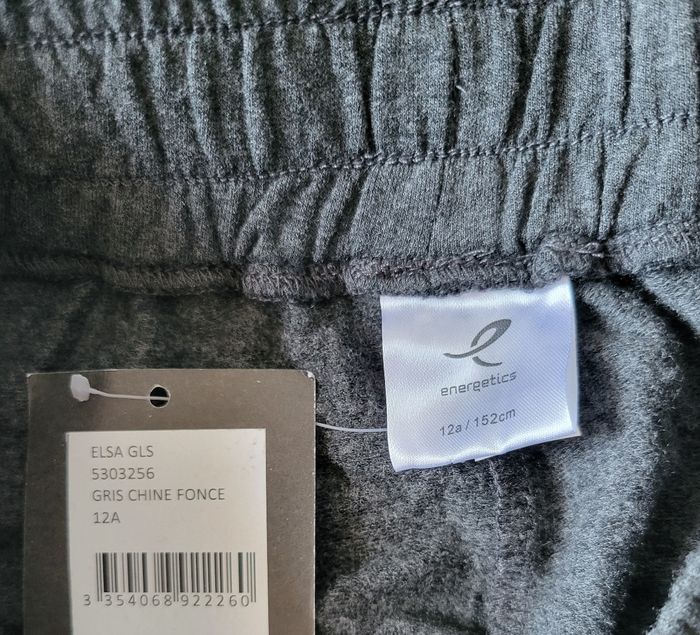 energetics
12a / 152cm
ELSA GLS
5303256
GRIS CHINE FONCE
12A
3 354068 922260